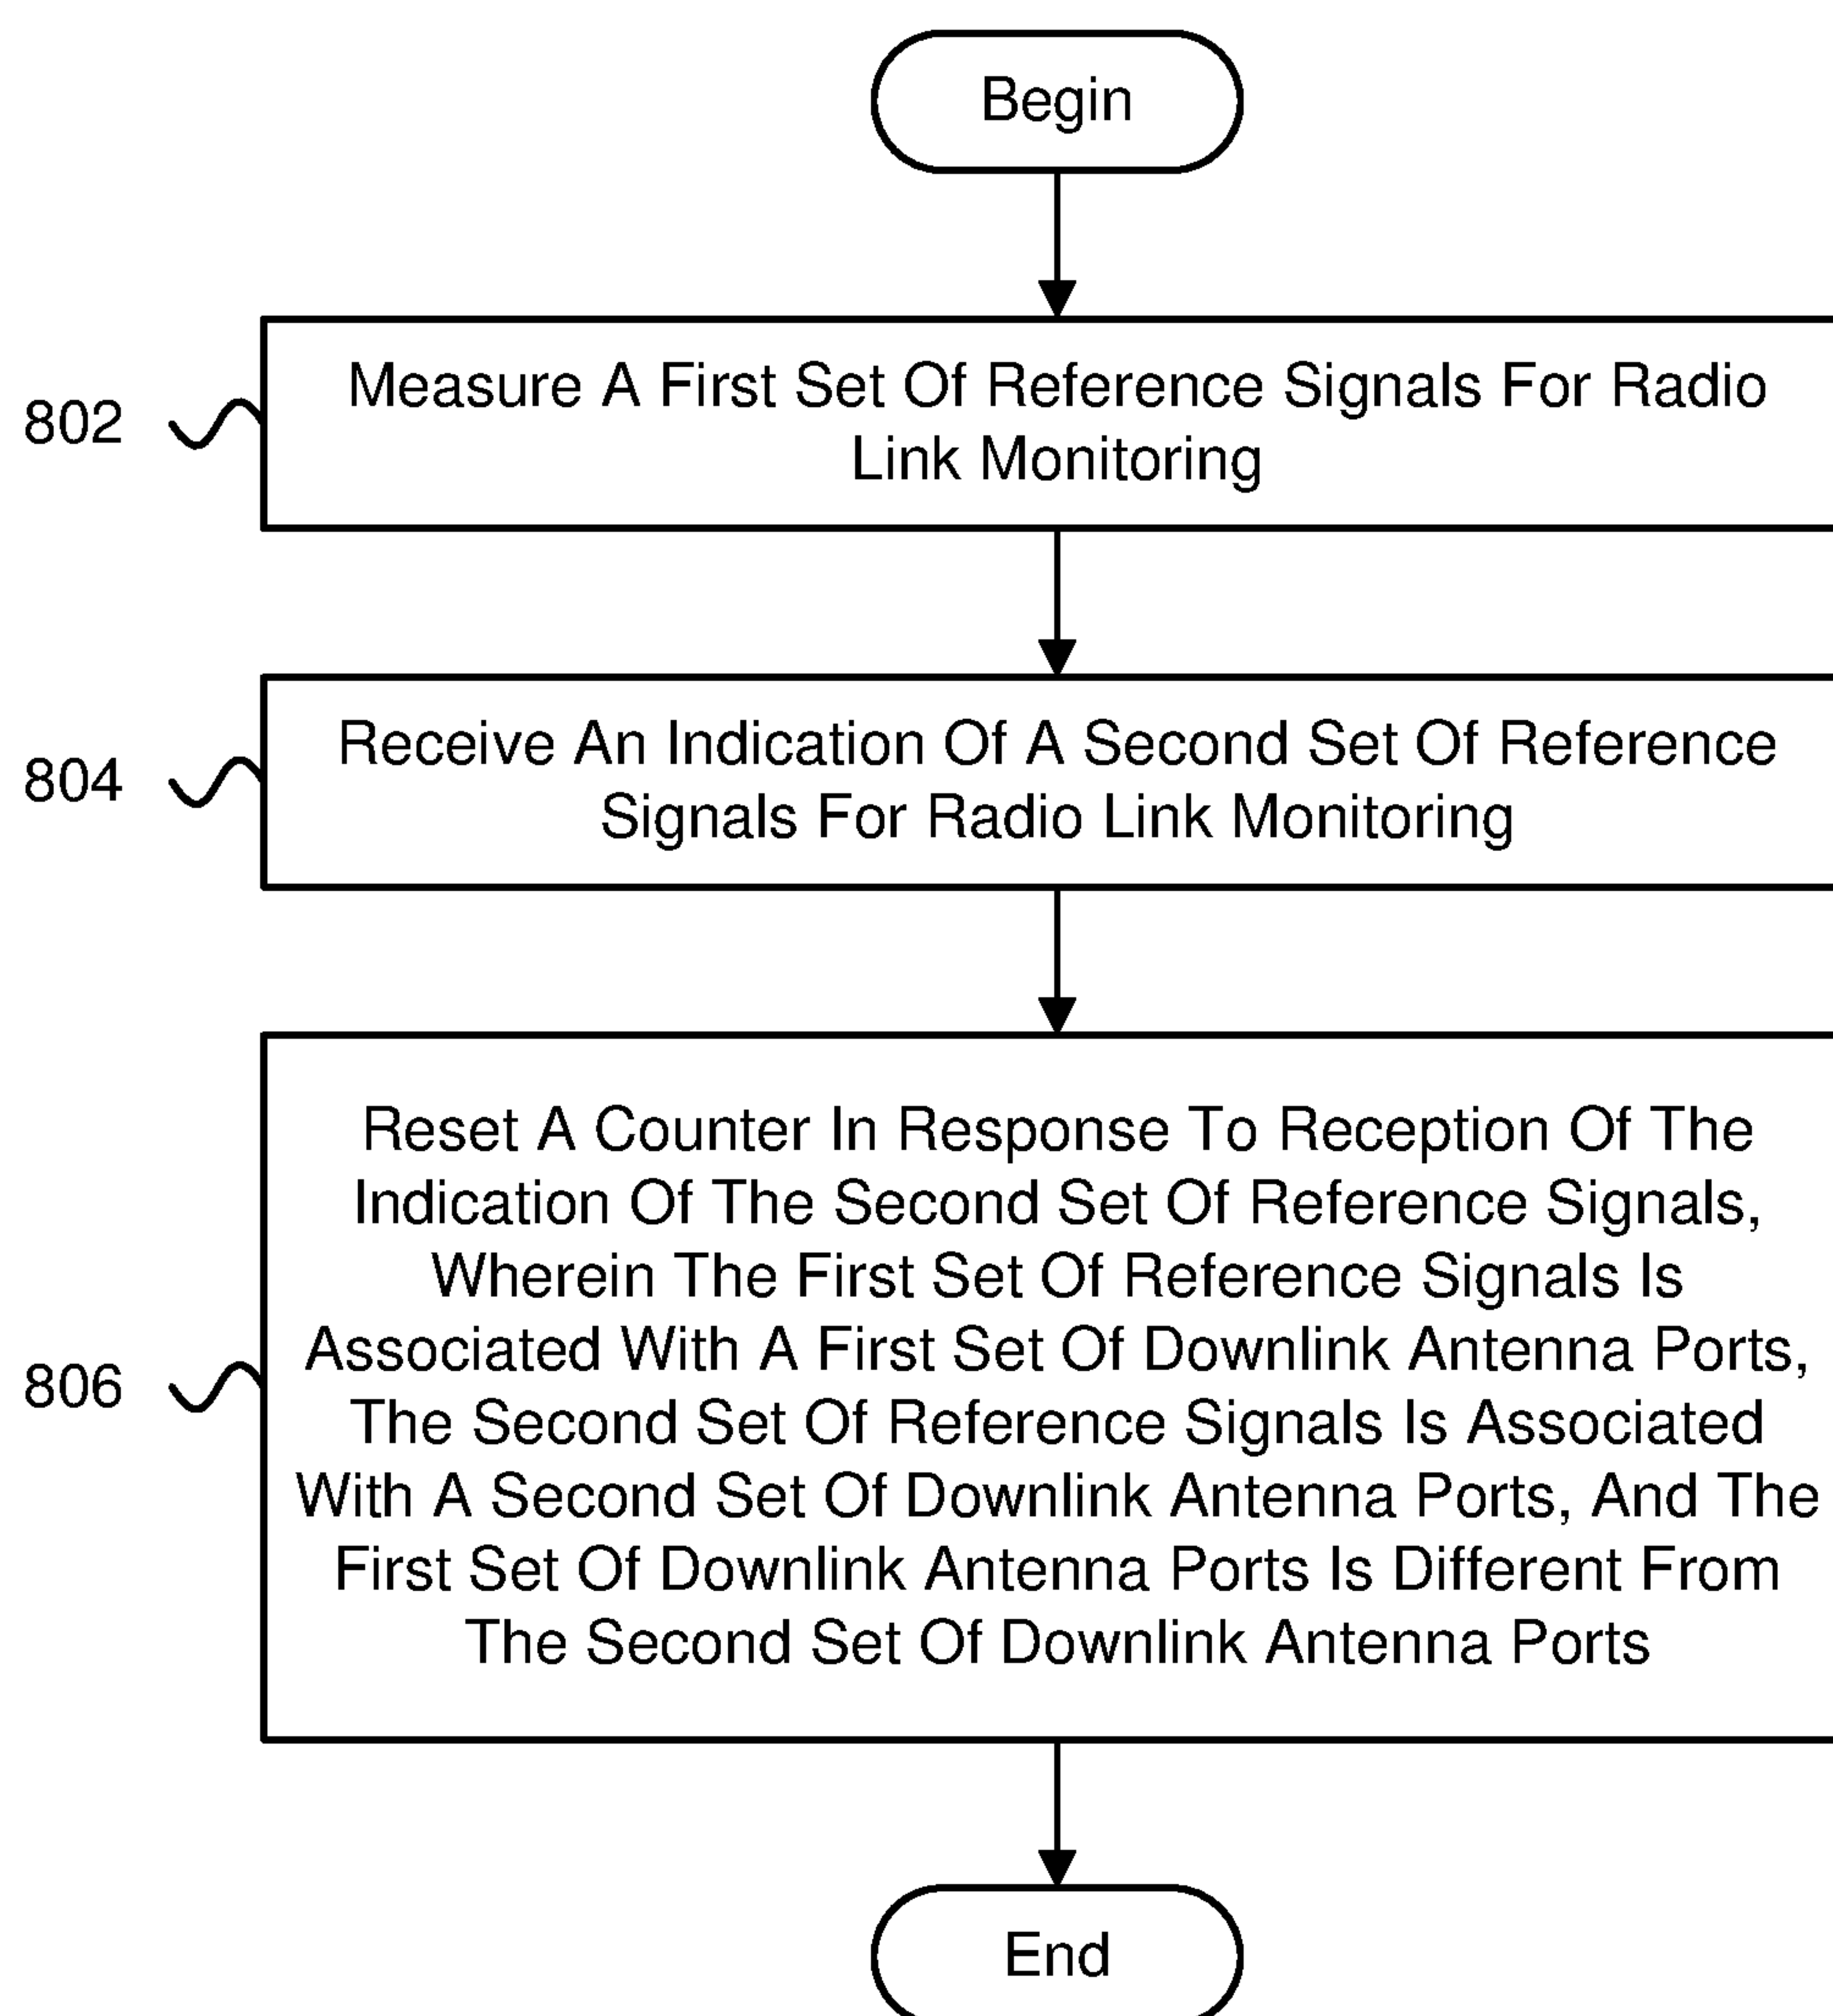 Begin
802
Measure A First Set Of Reference Signals For Radio
Link Monitoring
804
Receive An Indication Of A Second Set Of Reference
Signals For Radio Link Monitoring
806
Reset A Counter In Response To Reception Of The
Indication Of The Second Set Of Reference Signals,
Wherein The First Set Of Reference Signals Is
Associated With A First Set Of Downlink Antenna Ports,
The Second Set Of Reference Signals Is Associated
With A Second Set Of Downlink Antenna Ports, And The
First Set Of Downlink Antenna Ports Is Different From
The Second Set Of Downlink Antenna Ports
End